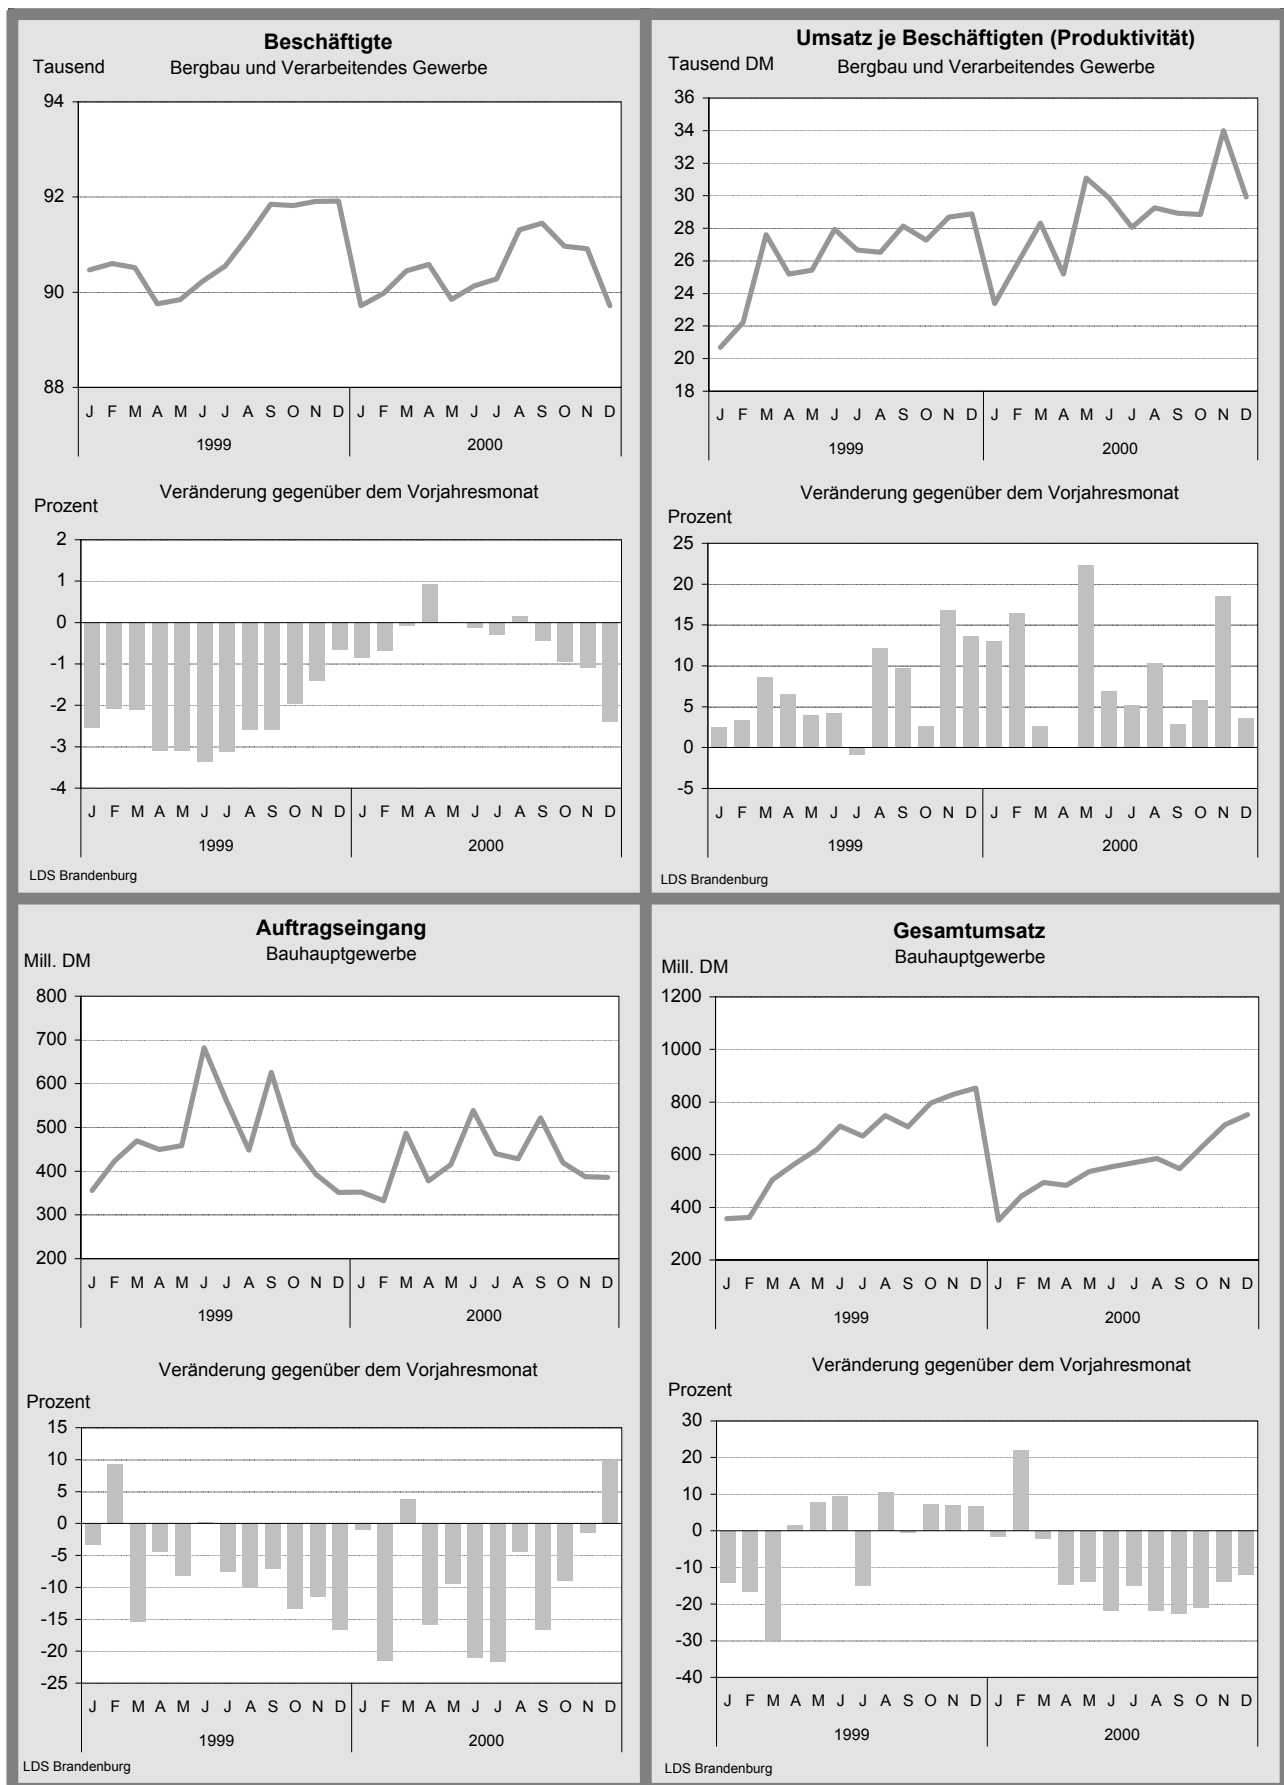 Beschäftigte
Tausend
Bergbau und Verarbeitendes Gewerbe
94
92
90
88
J F M A M J J A S O N D J F M A M J J A S O N D
1999 2000
Veränderung gegenüber dem Vorjahresmonat
Prozent
2
1
0
-1
-2
-3
-4
J F M A M J J A S O N D J F M A M J J A S O N D
1999 2000
LDS Brandenburg
Umsatz je Beschäftigten (Produktivität)
Tausend DM
Bergbau und Verarbeitendes Gewerbe
36
34
32
30
28
26
24
22
20
18
J F M A M J J A S O N D J F M A M J J A S O N D
1999 2000
Veränderung gegenüber dem Vorjahresmonat
Prozent
25
20
15
10
5
0
-5
J F M A M J J A S O N D J F M A M J J A S O N D
1999 2000
LDS Brandenburg
Auftragseingang
Bauhauptgewerbe
Mill. DM
800
700
600
500
400
300
200
J F M A M J J A S O N D J F M A M J J A S O N D
1999 2000
Veränderung gegenüber dem Vorjahresmonat
Prozent
15
10
5
0
-5
-10
-15
-20
-25
J F M A M J J A S O N D J F M A M J J A S O N D
1999 2000
LDS Brandenburg
Gesamtumsatz
Bauhauptgewerbe
Mill. DM
1200
1000
800
600
400
200
J F M A M J J A S O N D J F M A M J J A S O N D
1999 2000
Veränderung gegenüber dem Vorjahresmonat
Prozent
30
20
10
0
-10
-20
-30
-40
J F M A M J J A S O N D J F M A M J J A S O N D
1999 2000
LDS Brandenburg